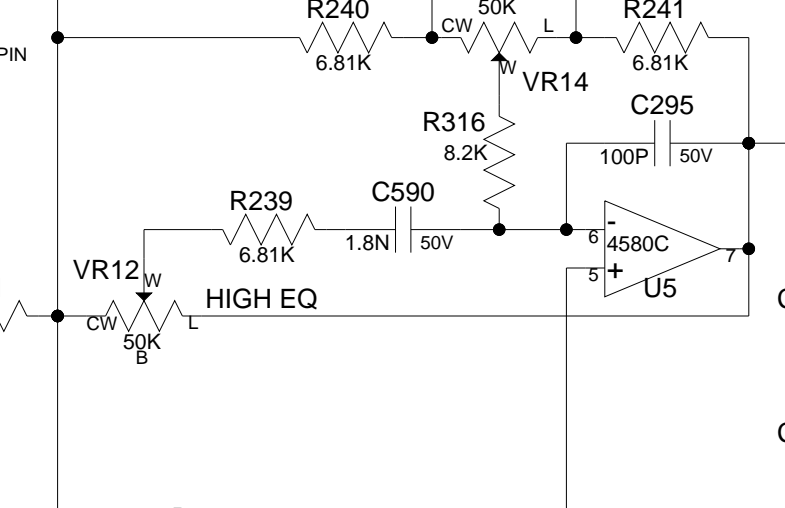 R240
50K
R241
CW
L
PIN
6.81K
W
6.81K
VR14
C295
R316
8.2K
100P
50V
C590
R239
1.8N
50V
6.81K
6
-
4580C
7
5
+
U5
VR12
W
HIGH EQ
CW
L
50K
B